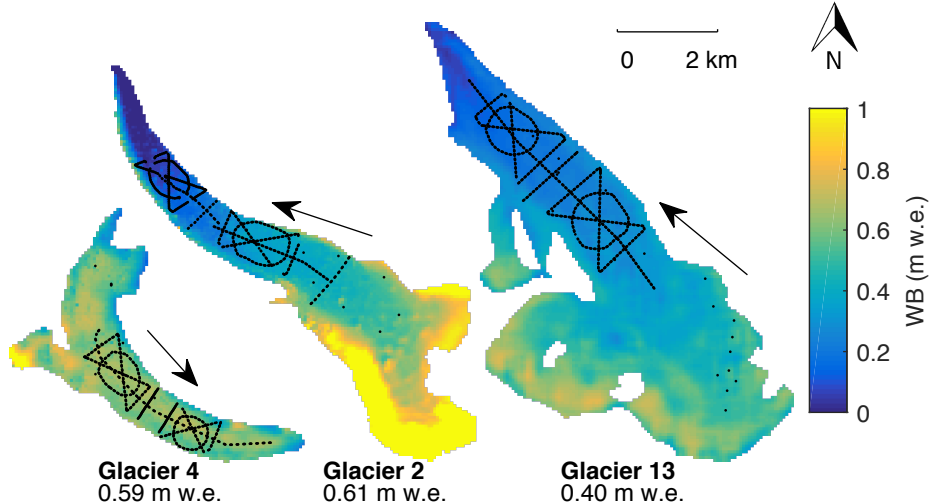 0 2 km
N
1
0.8
0.6
0.4
0.2
0
WB (m w.e.)
Glacier 4
0.59 m w.e.
Glacier 2
0.61 m w.e.
Glacier 13
0.40 m w.e.